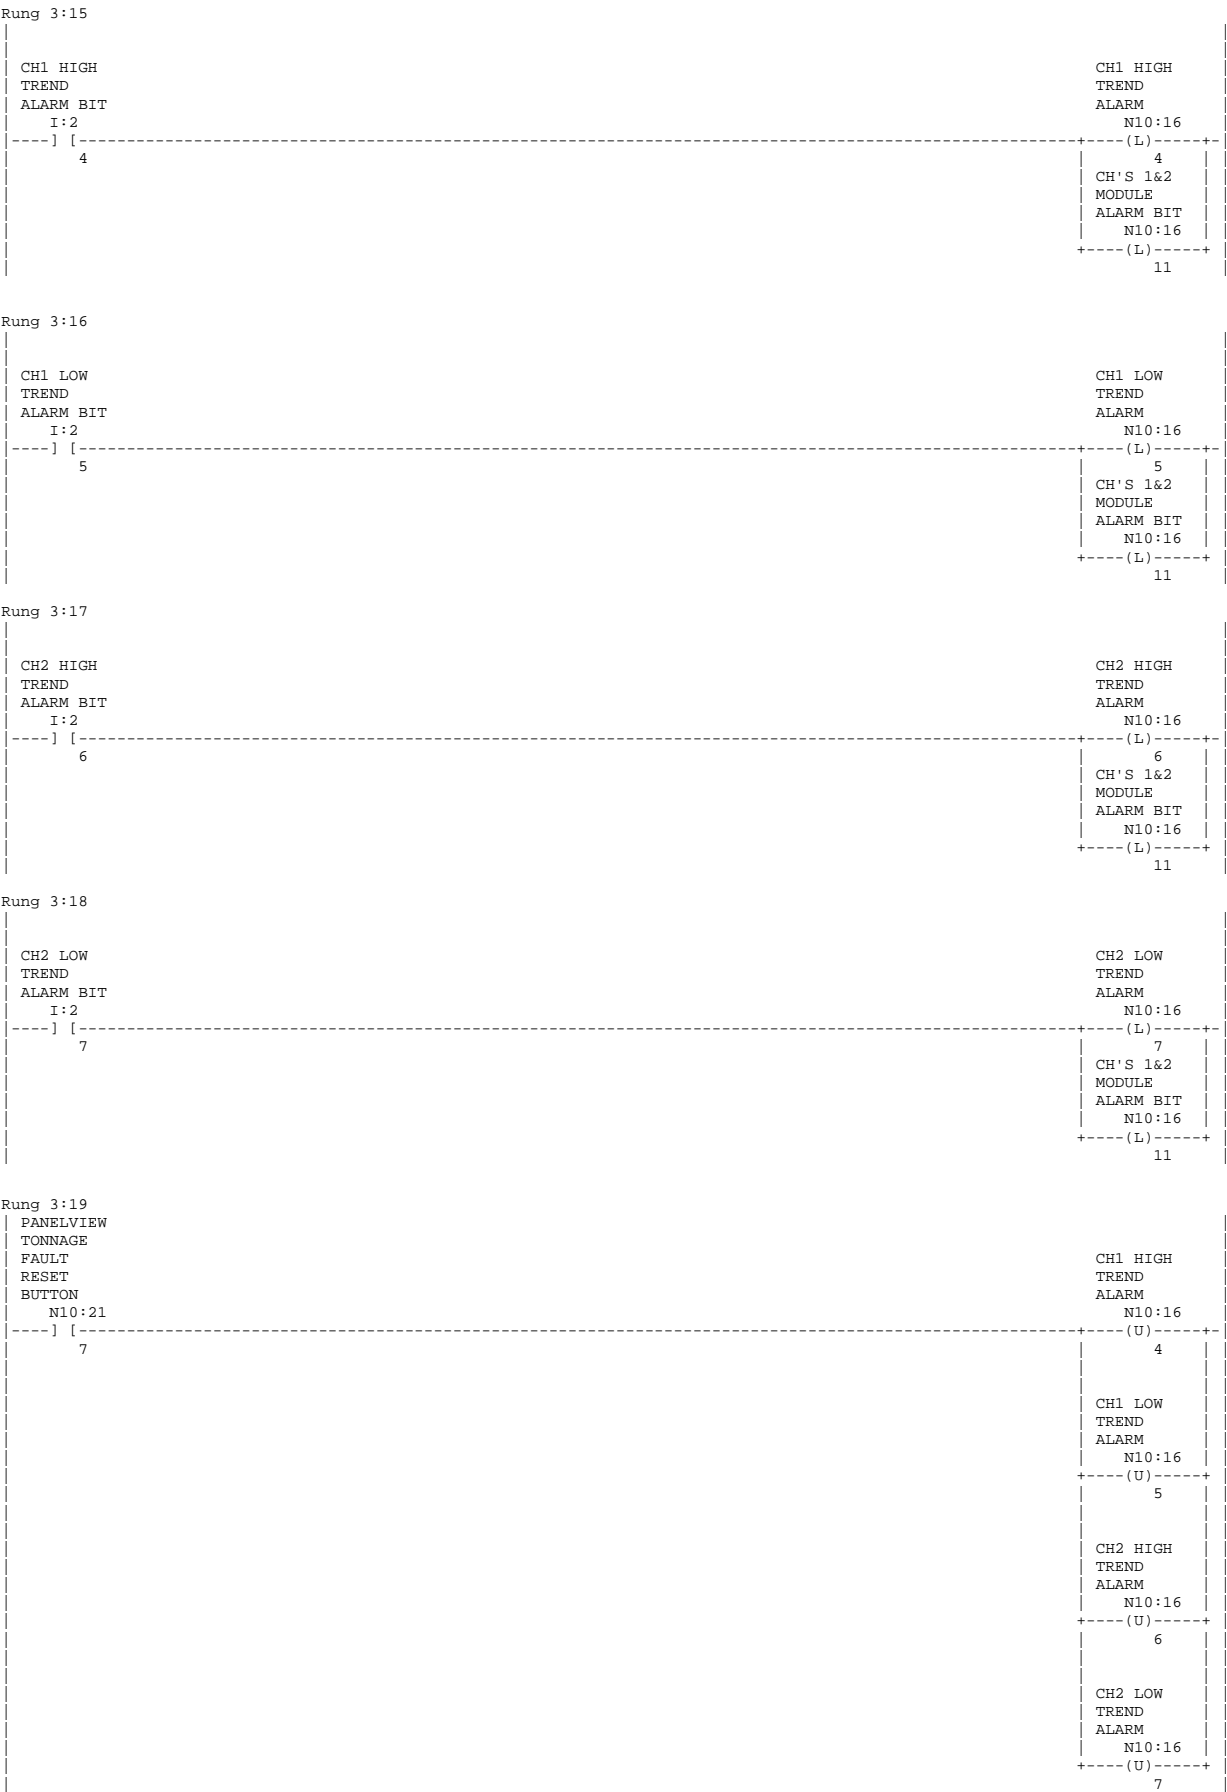 Rung 3:15
CH1 HIGH CH1 HIGH
TREND TREND
ALARM BIT ALARM
I:2 N10:16
|----] [--------------------+----(L)-----+-|
4 4
CH'S 1&2
MODULE
ALARM BIT
N10:16
+----(L)-----+
11
Rung 3:16
CH1 LOW CH1 LOW
TREND TREND
ALARM BIT ALARM
I:2 N10:16
|----] [--------------------+----(L)-----+-|
5 5
CH'S 1&2
MODULE
ALARM BIT
N10:16
+----(L)-----+
11
Rung 3:17
CH2 HIGH CH2 HIGH
TREND TREND
ALARM BIT ALARM
I:2 N10:16
|----] [--------------------+----(L)-----+-|
6 6
CH'S 1&2
MODULE
ALARM BIT
N10:16
+----(L)-----+
11
Rung 3:18
CH2 LOW CH2 LOW
TREND TREND
ALARM BIT ALARM
I:2 N10:16
|----] [--------------------+----(L)-----+-|
7 7
CH'S 1&2
MODULE
ALARM BIT
N10:16
+----(L)-----+
11
Rung 3:19
PANELVIEW
TONNAGE
FAULT CH1 HIGH
RESET TREND
BUTTON ALARM
N10:21 N10:16
|----] [--------------------+----(U)-----+-|
7 4
CH1 LOW
TREND
ALARM
N10:16
+----(U)-----+
5
CH2 HIGH
TREND
ALARM
N10:16
+----(U)-----+
6
CH2 LOW
TREND
ALARM
N10:16
+----(U)-----+
7